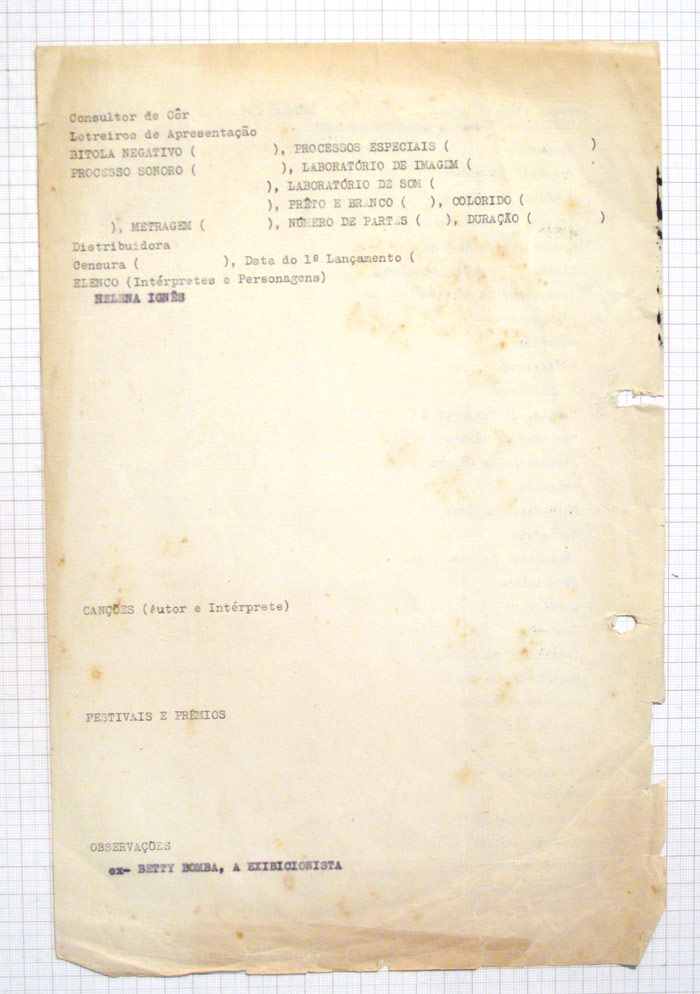 Consultor de Côr
Letreiros de Apresentação
BITOLA NEGATIVO ( ), PROCESSOS ESPECIAIS ( )
PROCESSO SONORO ( ), LABORATÓRIO DE IMAGEM (
), LABORATÓRIO DE SOM (
), PRÊTO E BRANCO ( ), COLORIDO (
), METRAGEM ( ), NÚMERO DE PARTES ( ), DURAÇÃO ( )
Distribuidora
Censura ( ), Data do 1º Lançamento (
ELENCO (Intérpretes e Personagens)
HELENA IGNÊS
CANÇÕES (Autor e Intérprete)
FESTIVAIS E PRÊMIOS
OBSERVAÇÕES
ex- BETTY BOMBA, A EXIBICIONISTA